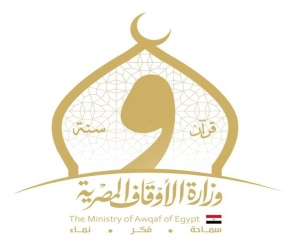 و
قرآن سنة
وزارة الأوقاف المصرية
The Ministry of Awqaf of Egypt
سماحة • فكر • نماء